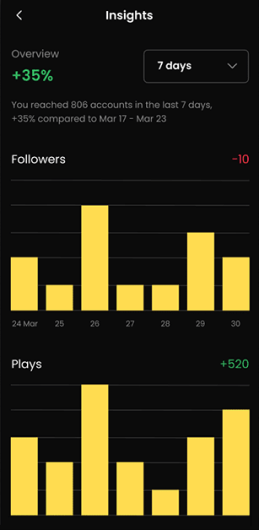 Insights
Overview
+35%
7 days
You reached 806 accounts in the last 7 days,
+35% compared to Mar 17 - Mar 23
Followers
-10
24 Mar 25 26 27 28 29 30
Plays
+520